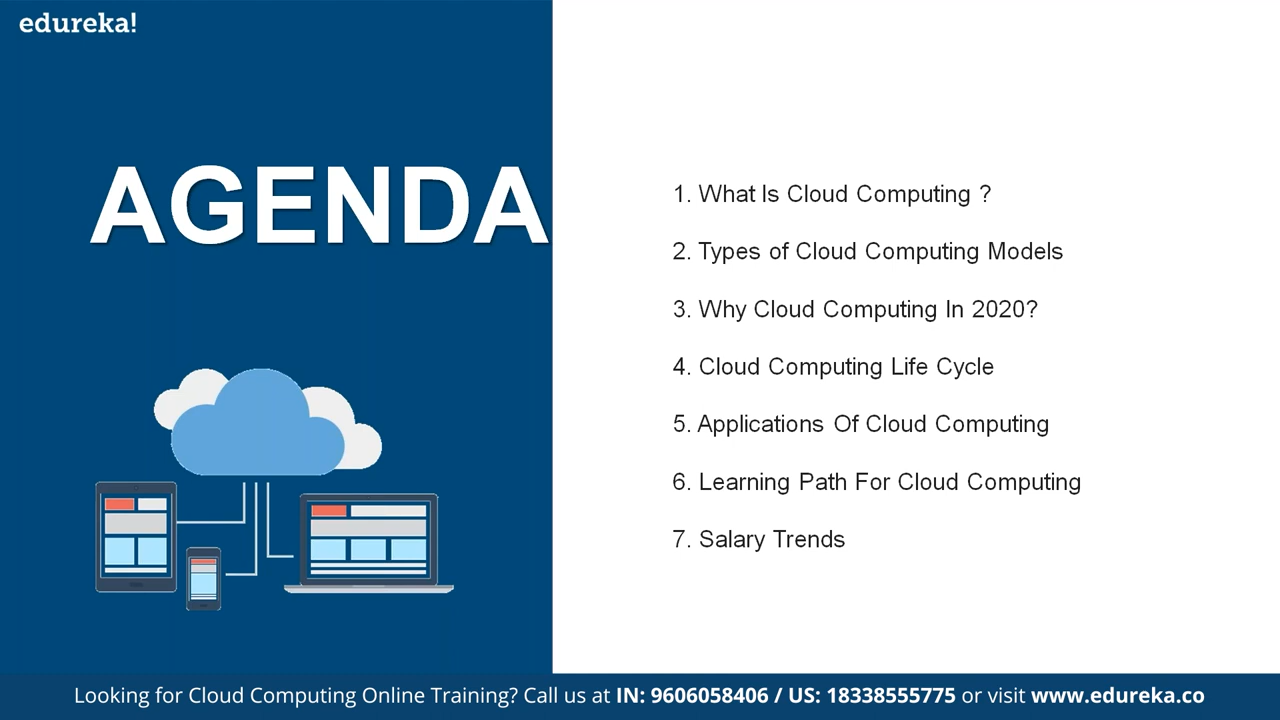 edureka!
AGENDA
1. What Is Cloud Computing ?
2. Types of Cloud Computing Models
3. Why Cloud Computing In 2020?
4. Cloud Computing Life Cycle
5. Applications Of Cloud Computing
6. Learning Path For Cloud Computing
7. Salary Trends
Looking for Cloud Computing Online Training? Call us at IN: 9606058406 / US: 18338555775 or visit www.edureka.co